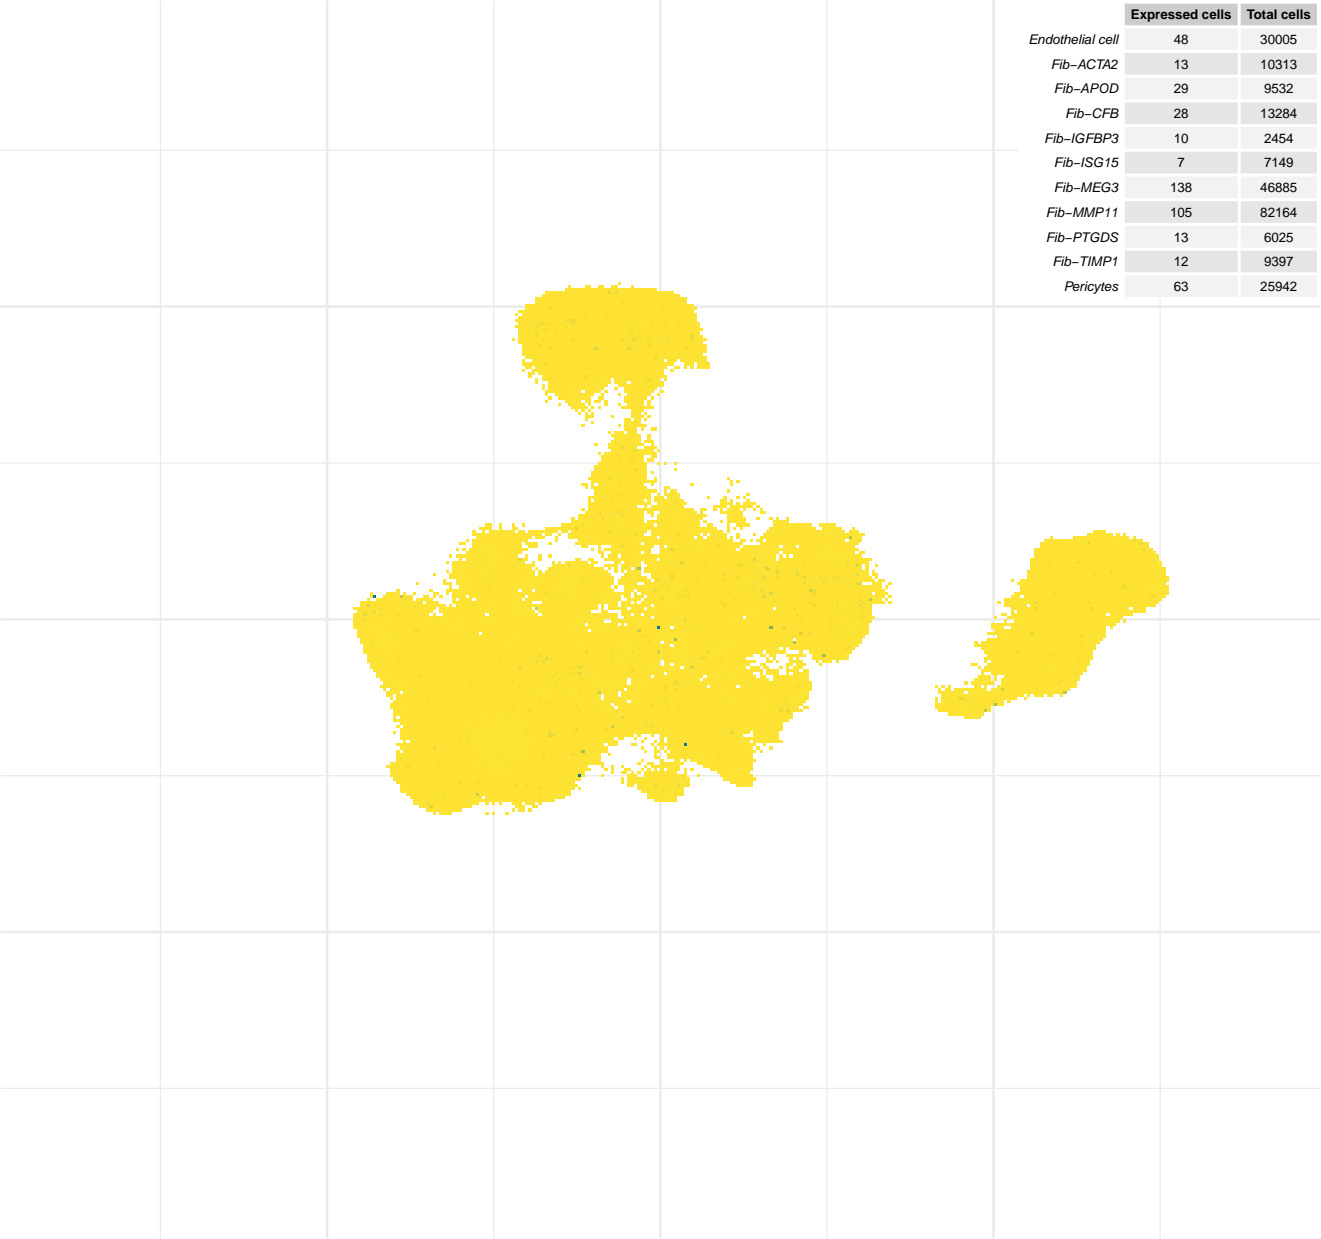 Expressed cells Total cells
Endothelial cell 48 30005
Fib−ACTA2 13 10313
Fib−APOD 29 9532
Fib−CFB 28 13284
Fib−IGFBP3 10 2454
Fib−ISG15 7 7149
Fib−MEG3 138 46885
Fib−MMP11 105 82164
Fib−PTGDS 13 6025
Fib−TIMP1 12 9397
Pericytes 63 25942